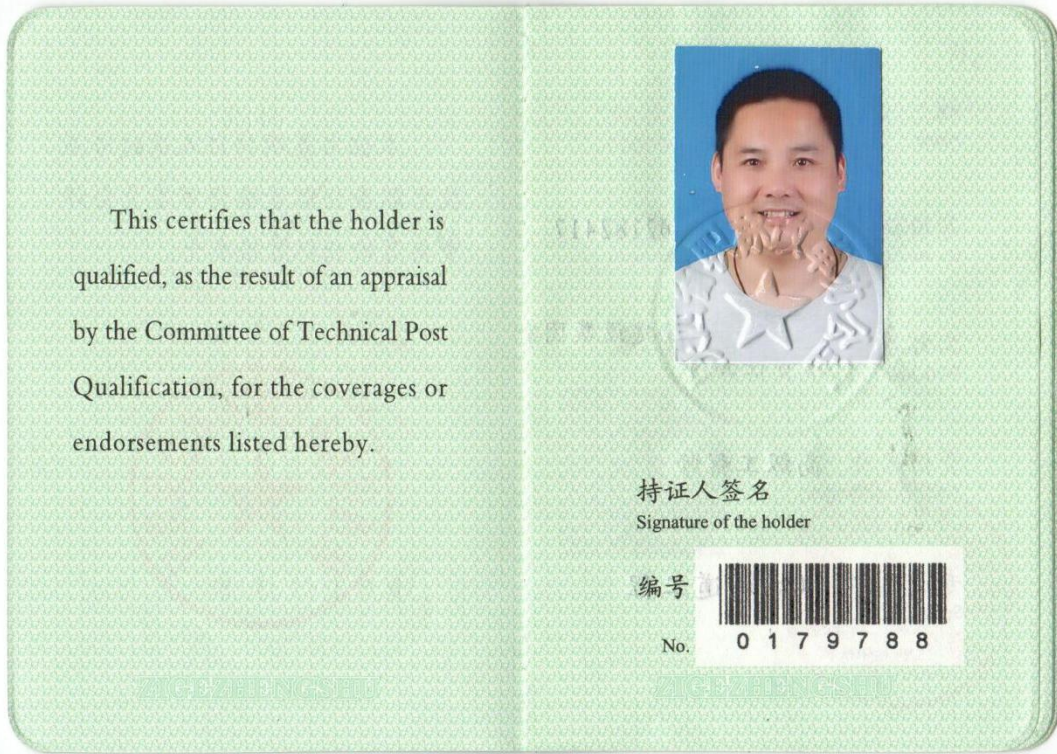 This certifies that the holder is
qualified, as the result of an appraisal
by the Committee of Technical Post
Qualification, for the coverages or
endorsements listed hereby.
ZIGEZHENGSHU
持证人签名
Signature of the holder
编号
No.
0179788
ZIGEZHENGSHU